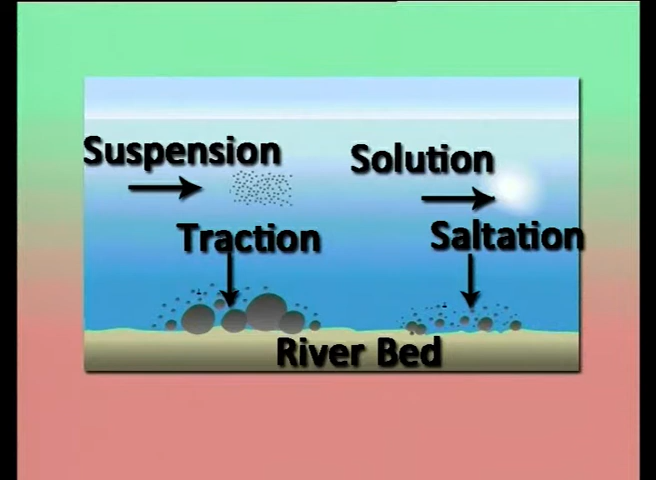 Suspension
Solution
Traction
Saltation
River Bed